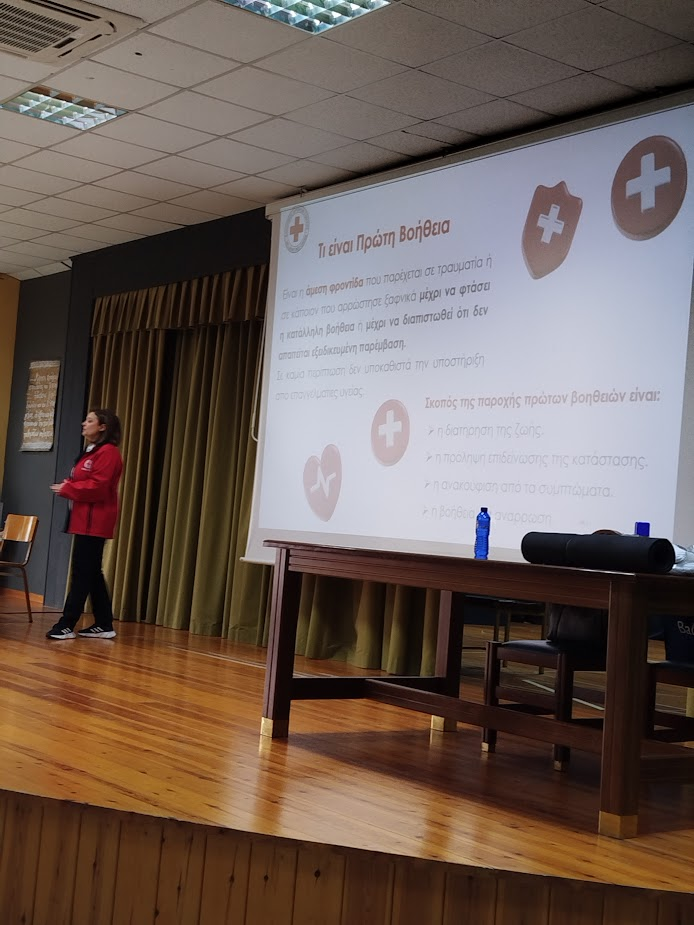 Τι είναι Πρώτη Βοήθεια
Είναι η άμεση φροντίδα που παρέχεται σε τραυματία ή
σε κάποιον που αρρώστησε ξαφνικά μέχρι να φτάσει
η κατάλληλη βοήθεια ή μέχρι να διαπιστωθεί ότι δεν
απαιτείται εξειδικευμένη παρέμβαση.
Σε καμία περίπτωση δεν υποκαθιστά την υποστήριξη
από επαγγελματίες υγείας.
Σκοπός της παροχής πρώτων βοηθειών είναι:
➢ η διατήρηση της ζωής.
➢ η πρόληψη επιδείνωσης της κατάστασης.
➢ η ανακούφιση από τα συμπτώματα.
➢ η βοήθεια ανάρρωση.